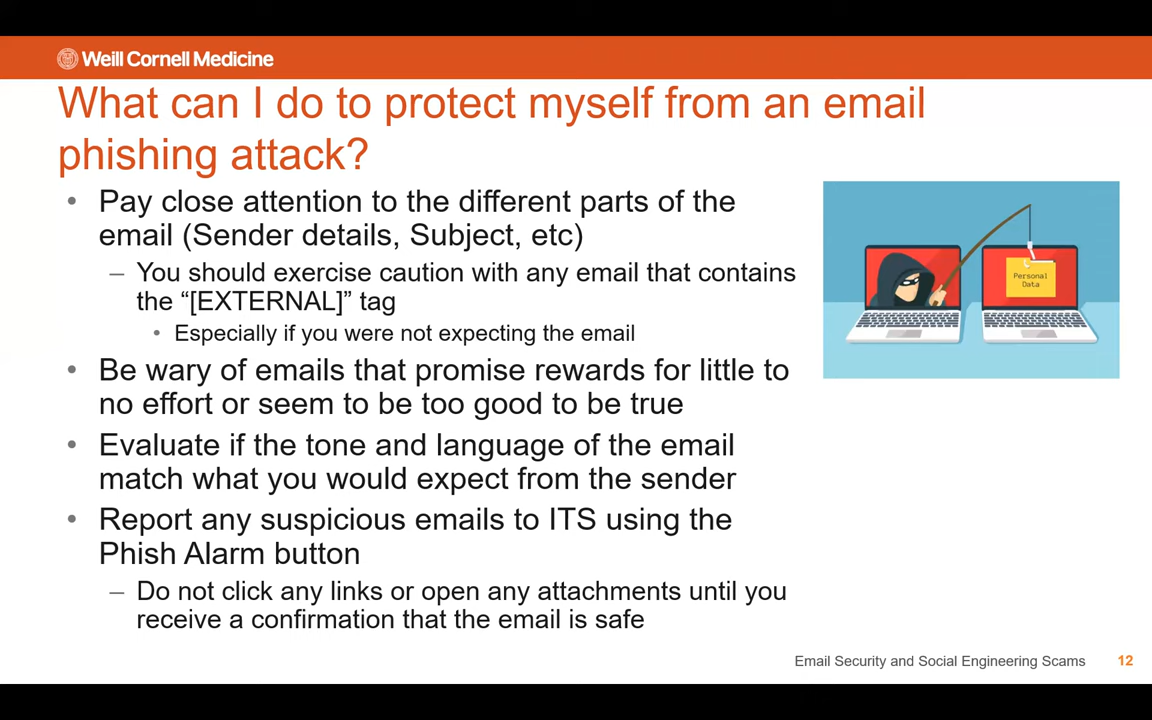 Weill Cornell Medicine
What can I do to protect myself from an email
phishing attack?
• Pay close attention to the different parts of the
email (Sender details, Subject, etc)
– You should exercise caution with any email that contains
the “[EXTERNAL]” tag
• Especially if you were not expecting the email
• Be wary of emails that promise rewards for little to
no effort or seem to be too good to be true
• Evaluate if the tone and language of the email
match what you would expect from the sender
• Report any suspicious emails to ITS using the
Phish Alarm button
– Do not click any links or open any attachments until you
receive a confirmation that the email is safe
Personal
Data
Email Security and Social Engineering Scams 12